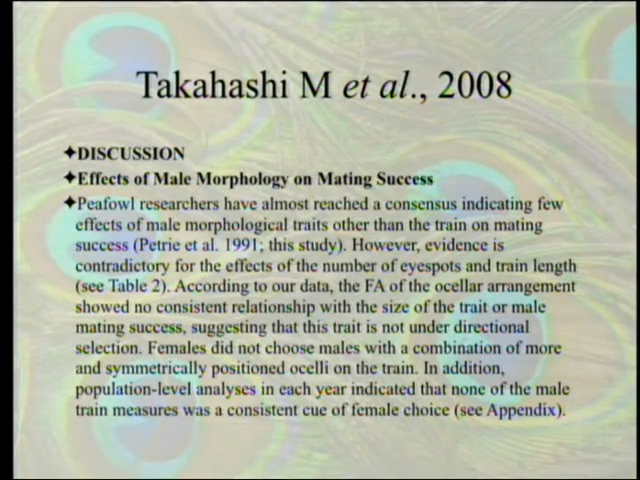 Takahashi M et al., 2008
✦DISCUSSION
✦Effects of Male Morphology on Mating Success
✦Peafowl researchers have almost reached a consensus indicating few
effects of male morphological traits other than the train on mating
success (Petrie et al. 1991; this study). However, evidence is
contradictory for the effects of the number of eyespots and train length
(see Table 2). According to our data, the FA of the ocellar arrangement
showed no consistent relationship with the size of the trait or male
mating success, suggesting that this trait is not under directional
selection. Females did not choose males with a combination of more
and symmetrically positioned ocelli on the train. In addition,
population-level analyses in each year indicated that none of the male
train measures was a consistent cue of female choice (see Appendix).